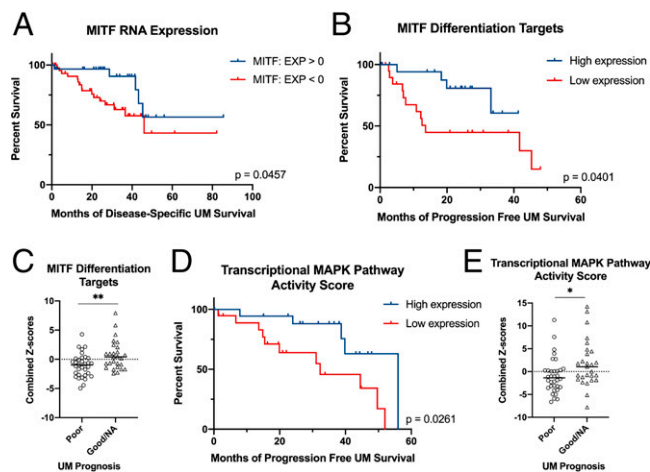 A
MITF RNA Expression
Percent Survival
100
50
0
0
20
40
60
80
100
MITF: EXP > 0
MITF: EXP < 0
p = 0.0457
Months of Disease-Specific UM Survival
B
MITF Differentiation Targets
Percent Survival
100
50
0
0
20
40
60
High expression
Low expression
p = 0.0401
Months of Progression Free UM Survival
C
MITF Differentiation
Targets
**
Combined Z-scores
10
5
0
-5
-10
Poor
Good/NA
UM Prognosis
D
Transcriptional MAPK Pathway
Activity Score
Percent Survival
100
50
0
0
20
40
60
High expression
Low expression
p = 0.0261
Months of Progression Free UM Survival
E
Transcriptional MAPK Pathway
Activity Score
*
Combined Z-scores
15
10
5
0
-5
-10
Poor
Good/NA
UM Prognosis